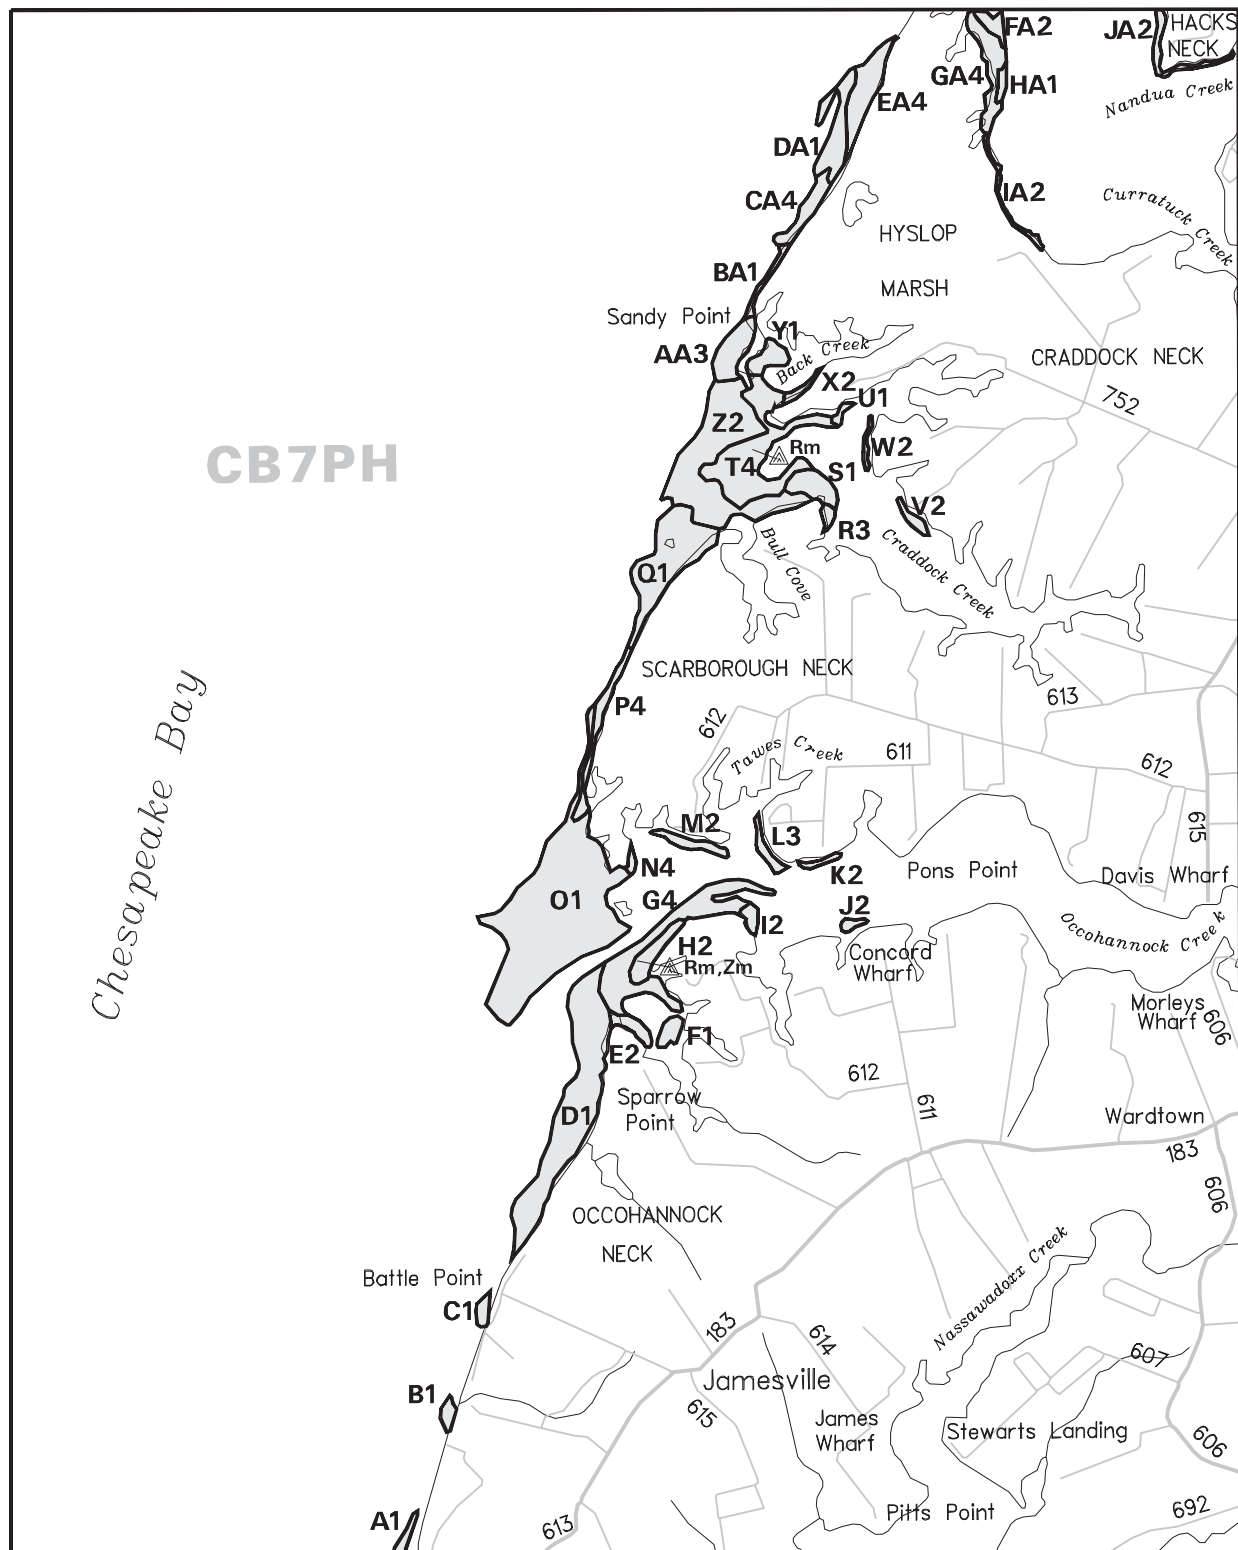 FA2
JA2
HACKS
NECK
GA4
HA1
EA4
Nandua Creek
DA1
CA4
IA2
Curratuck Creek
HYSLOP
MARSH
BA1
Sandy Point
Y1
AA3
Back Creek
CRADDOCK NECK
X2
U1
752
Z2
CB7PH
Rm
W2
T4
S1
V2
R3
Bull Cove
Craddock Creek
Q1
SCARBOROUGH NECK
P4
613
612
Tawes Creek
611
612
Chesapeake Bay
615
M2
L3
N4
K2
Pons Point
Davis Wharf
O1
G4
J2
I2
Occohannock Creek
H2
Concord
Wharf
Rm,Zm
Morleys
Wharf
606
F1
E2
612
Sparrow
Point
611
D1
Wardtown
183
606
OCCOHANNOCK
NECK
Battle Point
Nassawadoxx Creek
C1
183
614
607
Jamesville
B1
615
James
Wharf
Stewarts Landing
606
Pitts Point
692
A1
613